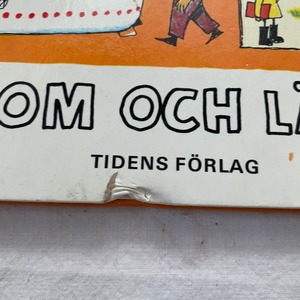 OM OCH LÄ
TIDENS FÖRLAG